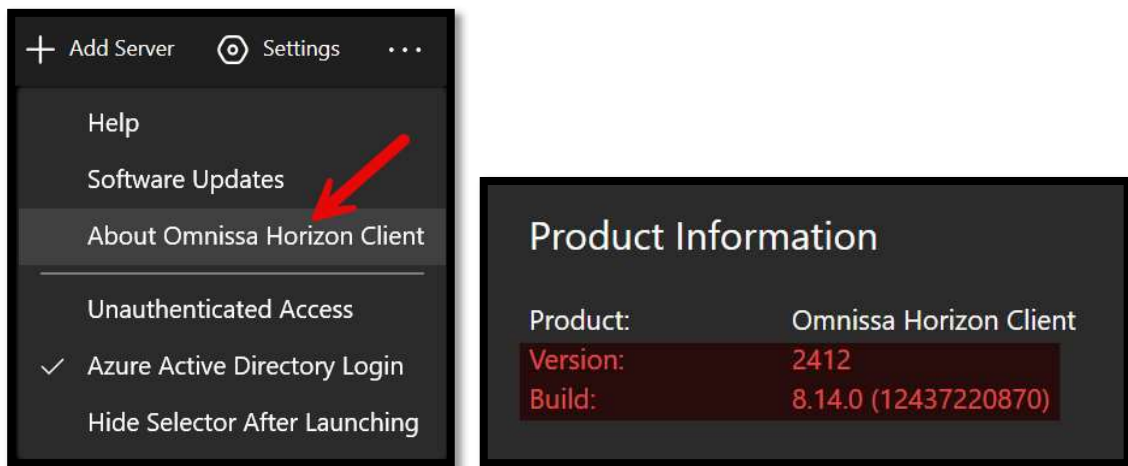 Add Server Settings ...
Help
Software Updates
About Omnissa Horizon Client
Unauthenticated Access
Azure Active Directory Login
Hide Selector After Launching
Product Information
Product: Omnissa Horizon Client
Version: 2412
Build: 8.14.0 (12437220870)